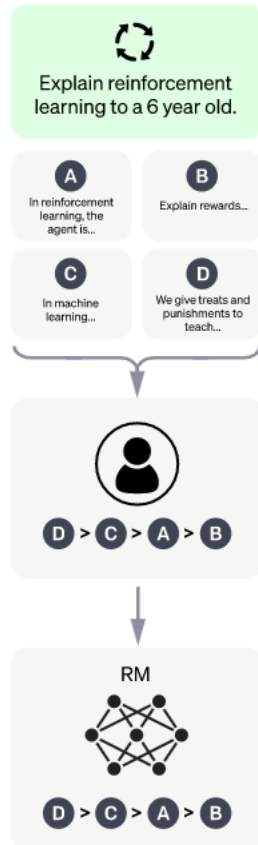 Explain reinforcement
learning to a 6 year old.
A
In reinforcement
learning, the
agent is...
B
Explain rewards...
C
In machine
learning...
D
We give treats and
punishments to
teach...
D > C > A > B
RM
D > C > A > B